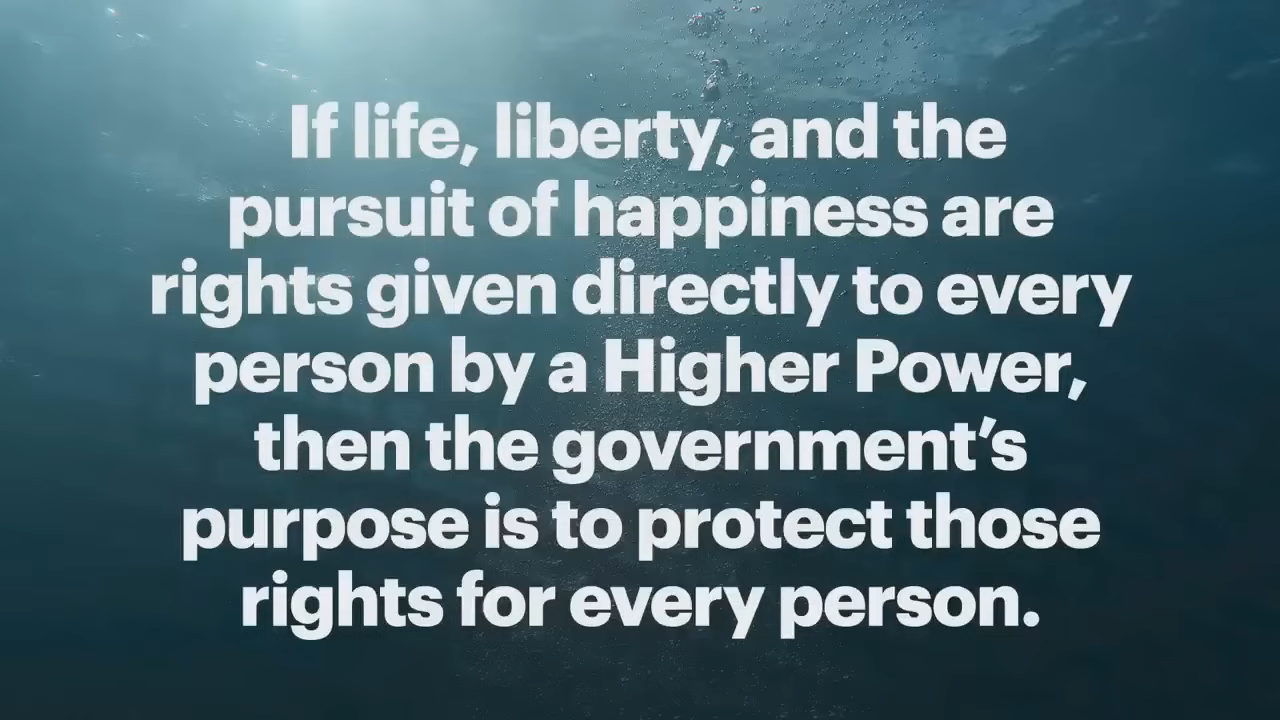 If life, liberty, and the
pursuit of happiness are
rights given directly to every
person by a Higher Power,
then the government’s
purpose is to protect those
rights for every person.